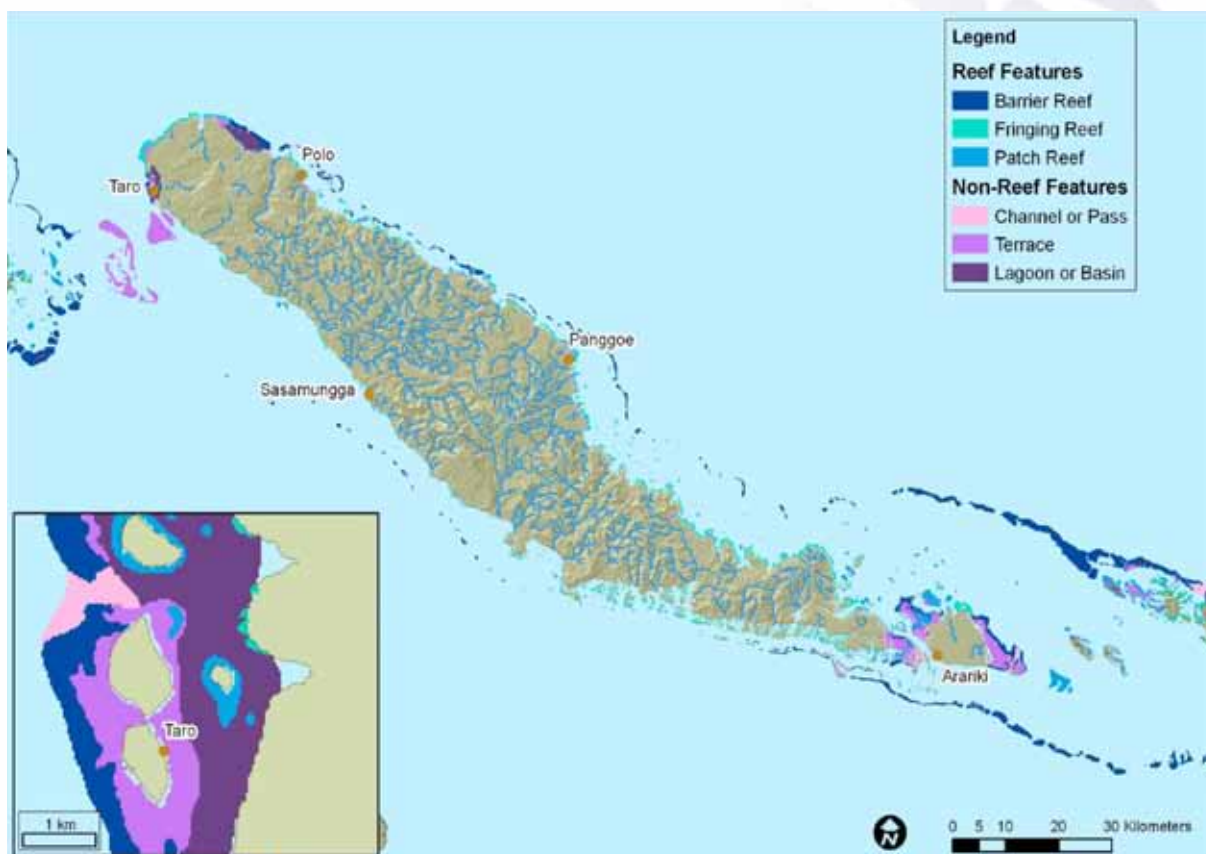 Legend
Reef Features
Barrier Reef
Fringing Reef
Patch Reef
Non-Reef Features
Channel or Pass
Terrace
Lagoon or Basin
Polo
Taro
Panggoe
Sasamungga
Arariki
Taro
1 km
N
0 5 10 20 30 Kilometers